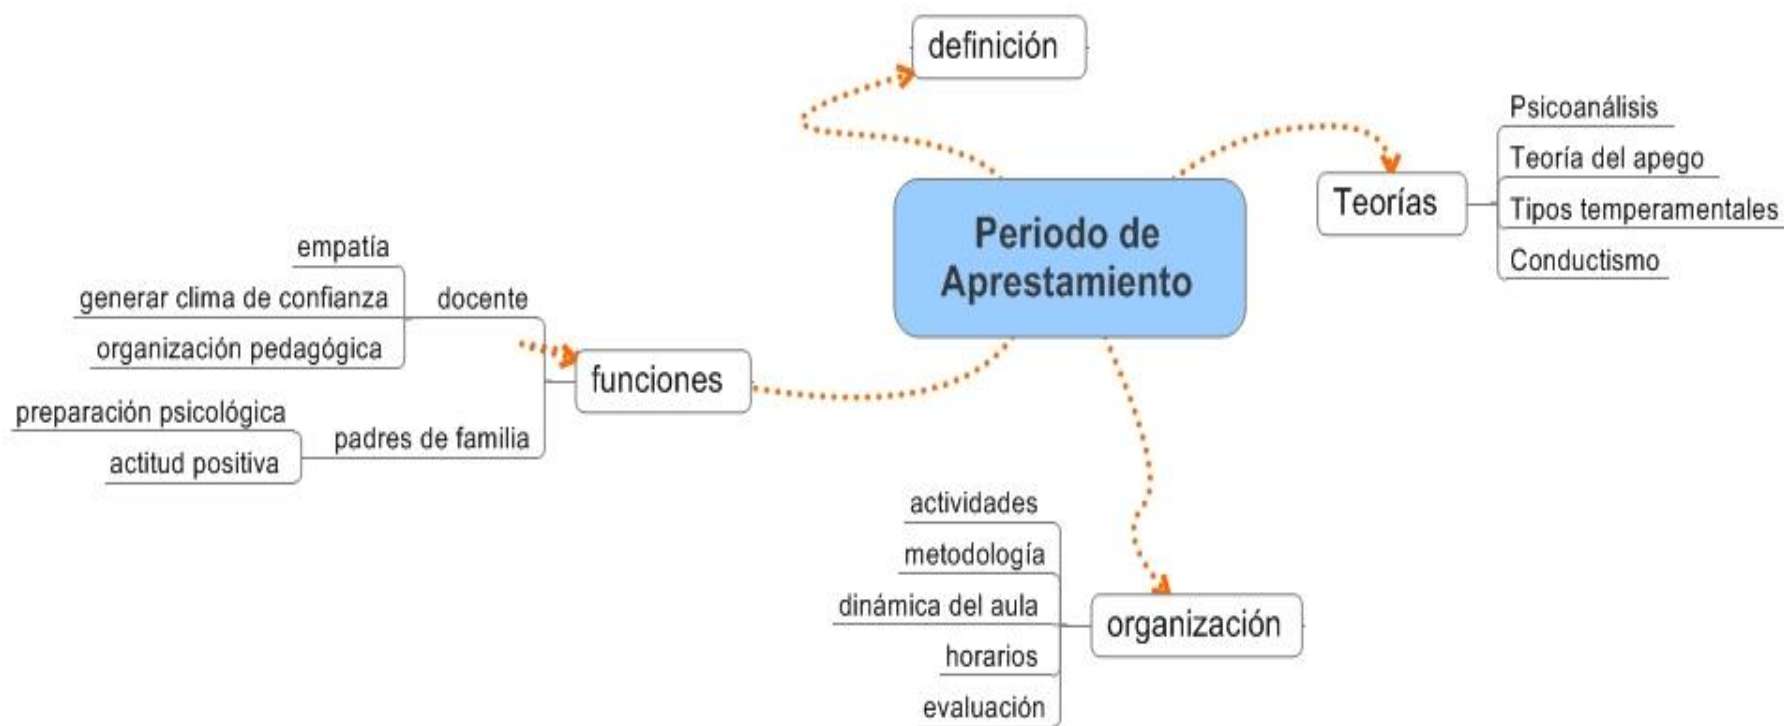 definición
Periodo de
Aprestamiento
Teorías
Psicoanálisis
Teoría del apego
Tipos temperamentales
Conductismo
funciones
docente
empatía
generar clima de confianza
organización pedagógica
padres de familia
preparación psicológica
actitud positiva
organización
actividades
metodología
dinámica del aula
horarios
evaluación